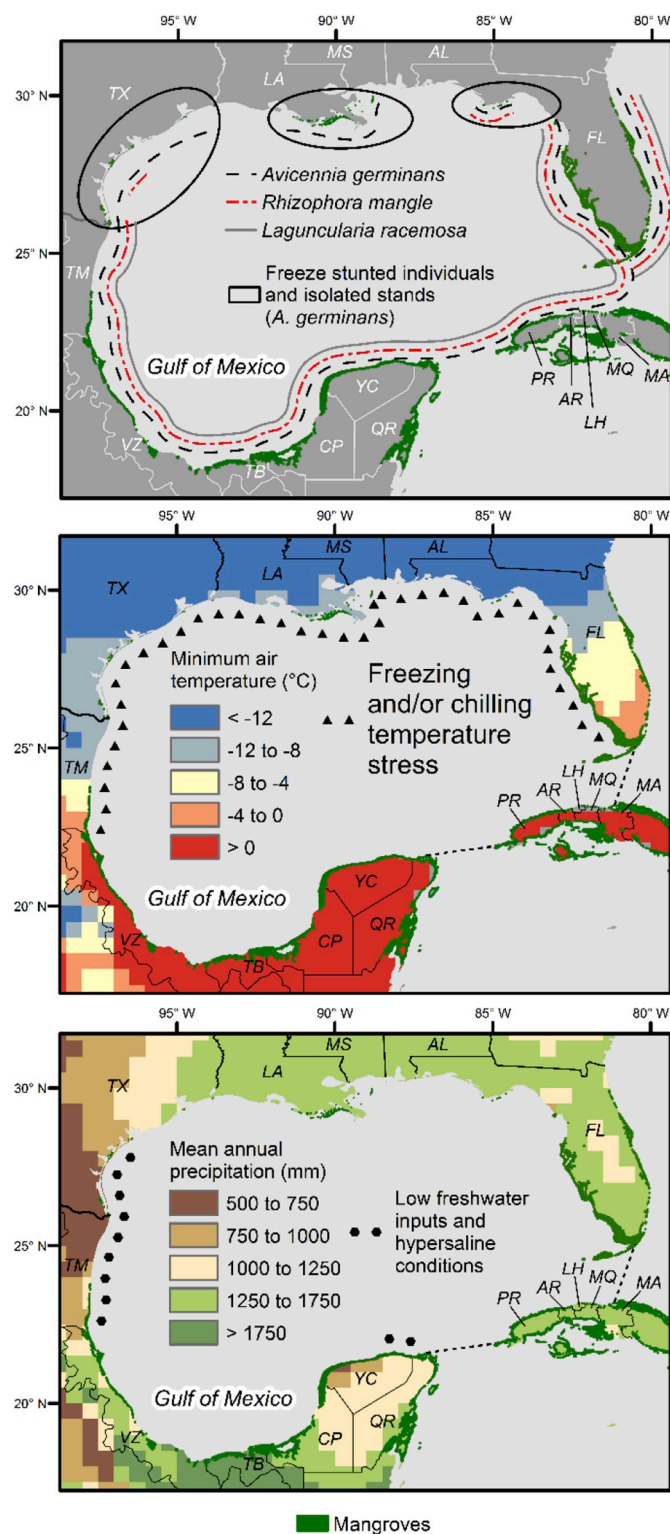 95° W 90° W 85° W 80° W
MS AL
LA
TX
30° N
FL
Avicennia germinans
Rhizophora mangle
Laguncularia racemosa
25° N
TM
Freeze stunted individuals
and isolated stands
(A. germinans)
Gulf of Mexico
PR
AR
LH
MQ
MA
20° N
YC
QR
CP
VZ
TB
95° W 90° W 85° W 80° W
MS AL
LA
TX
30° N
FL
Minimum air
temperature (°C)
< -12
-12 to -8
-8 to -4
-4 to 0
> 0
Freezing
and/or chilling
temperature
stress
25° N
TM
LH
AR MQ
PR MA
Gulf of Mexico
20° N
YC
QR
CP
VZ
TB
95° W 90° W 85° W 80° W
MS AL
LA
TX
30° N
FL
Mean annual
precipitation (mm)
500 to 750
750 to 1000
1000 to 1250
1250 to 1750
> 1750
Low freshwater
inputs and
hypersaline
conditions
25° N
TM
LH
AR MQ
PR MA
Gulf of Mexico
20° N
YC
QR
CP
VZ
TB
Mangroves